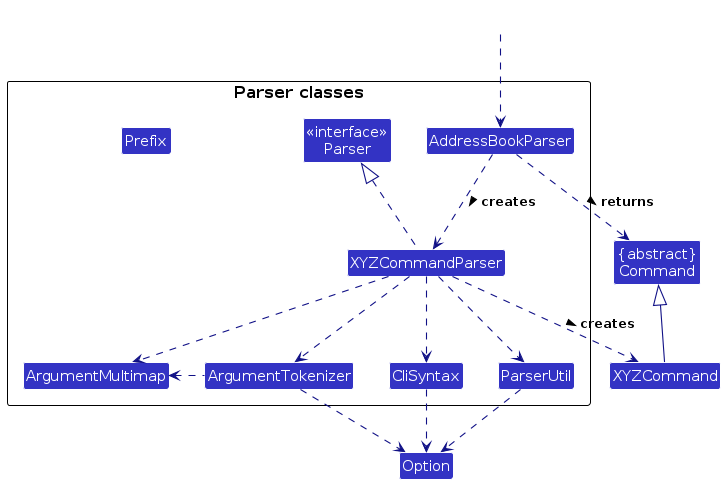 Parser classes
Prefix
«interface»
Parser
AddressBookParser
creates
returns
XYZCommandParser
{abstract}
Command
creates
ArgumentMultimap
ArgumentTokenizer
CliSyntax
ParserUtil
XYZCommand
Option